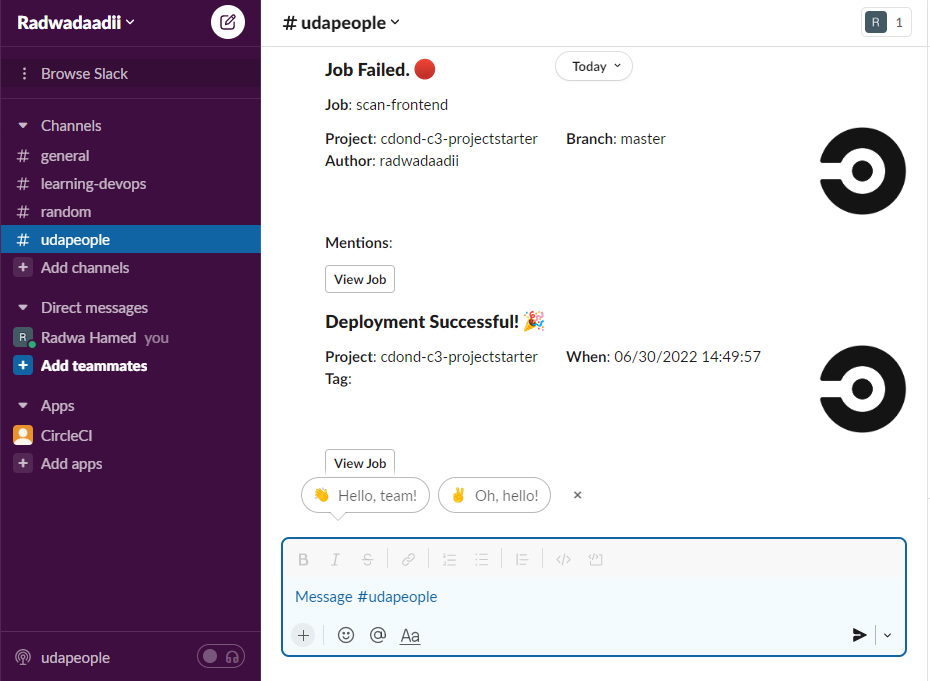 Radwadaadii
Browse Slack
Channels
# general
# learning-devops
# random
# udapeople
+ Add channels
Direct messages
R Radwa Hamed you
+ Add teammates
Apps
CircleCI
+ Add apps
udapeople
# udapeople
R 1
Today
Job Failed. 🔴
Job: scan-frontend
Project: cdond-c3-projectstarter Branch: master
Author: radwadaadii
Mentions:
View Job
Deployment Successful! 🎉
Project: cdond-c3-projectstarter When: 06/30/2022 14:49:57
Tag:
View Job
👋 Hello, team! ✌️ Oh, hello! ×
B I S
Message #udapeople
+ @ Aa